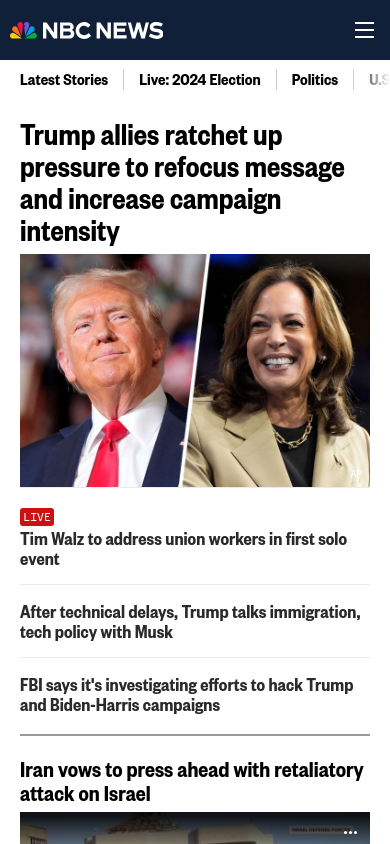 NBC NEWS
Latest Stories
Live: 2024 Election
Politics
U.S
Trump allies ratchet up
pressure to refocus message
and increase campaign
intensity
LIVE
Tim Walz to address union workers in first solo
event
After technical delays, Trump talks immigration,
tech policy with Musk
FBI says it's investigating efforts to hack Trump
and Biden-Harris campaigns
Iran vows to press ahead with retaliatory
attack on Israel